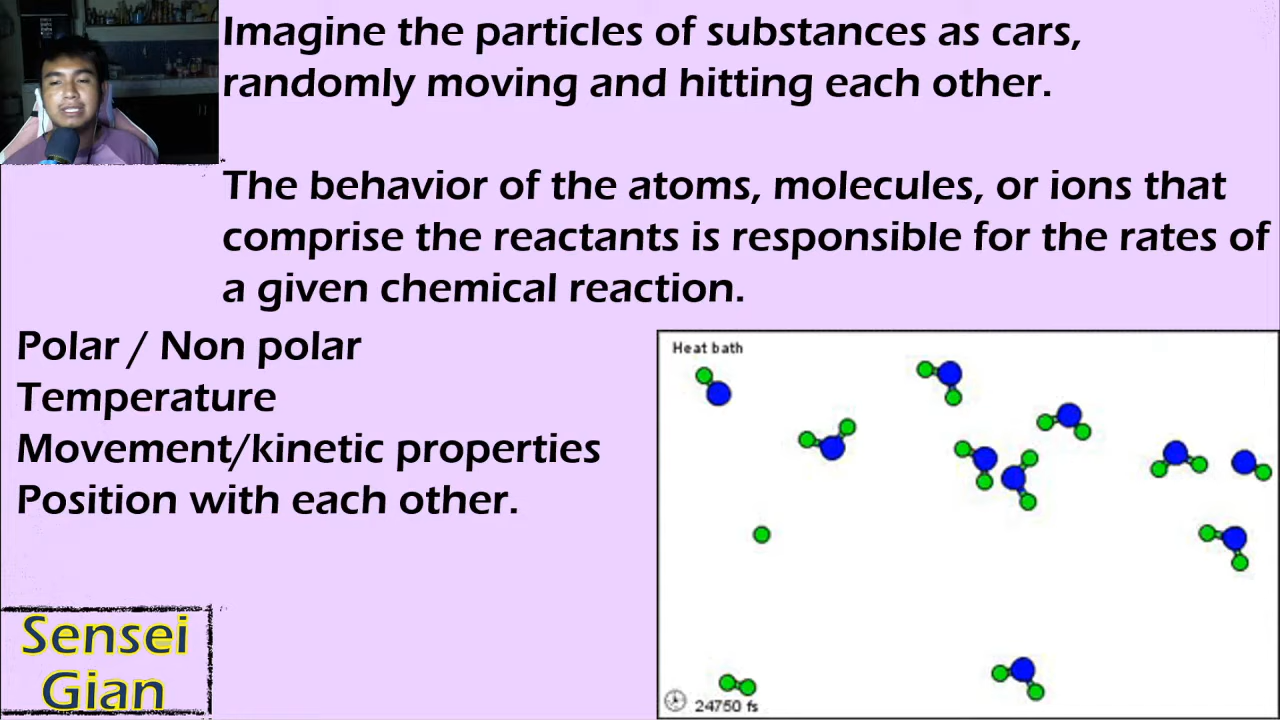 Imagine the particles of substances as cars,
randomly moving and hitting each other.
The behavior of the atoms, molecules, or ions that
comprise the reactants is responsible for the rates of
a given chemical reaction.
Polar / Non polar
Temperature
Movement/kinetic properties
Position with each other.
Heat bath
24750 fs
Sensei
Gian